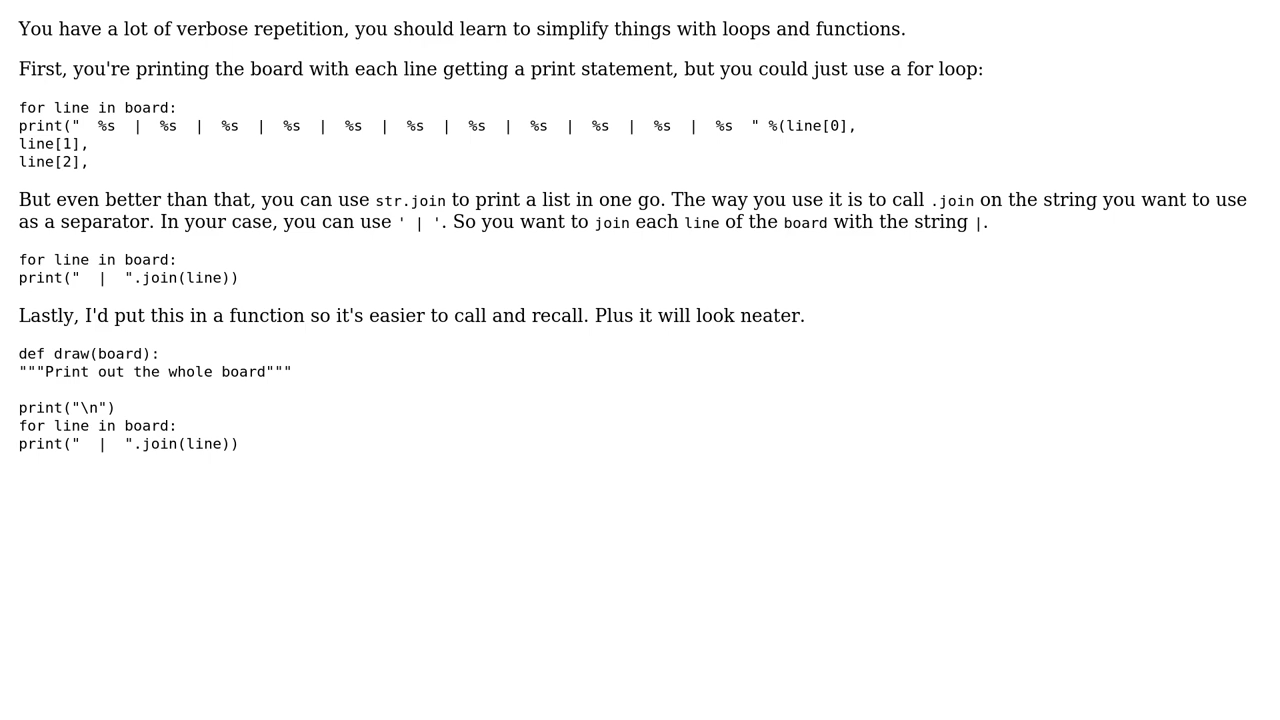 You have a lot of verbose repetition, you should learn to simplify things with loops and functions.
First, you're printing the board with each line getting a print statement, but you could just use a for loop:
for line in board:
print("  %s  |  %s  |  %s  |  %s  |  %s  |  %s  |  %s  |  %s  |  %s  |  %s  |  %s  " %(line[0],
line[1],
line[2],
But even better than that, you can use str.join to print a list in one go. The way you use it is to call .join on the string you want to use
as a separator. In your case, you can use ' | '. So you want to join each line of the board with the string |.
for line in board:
print("  |  ".join(line))
Lastly, I'd put this in a function so it's easier to call and recall. Plus it will look neater.
def draw(board):
"""Print out the whole board"""
print("\n")
for line in board:
print("  |  ".join(line))